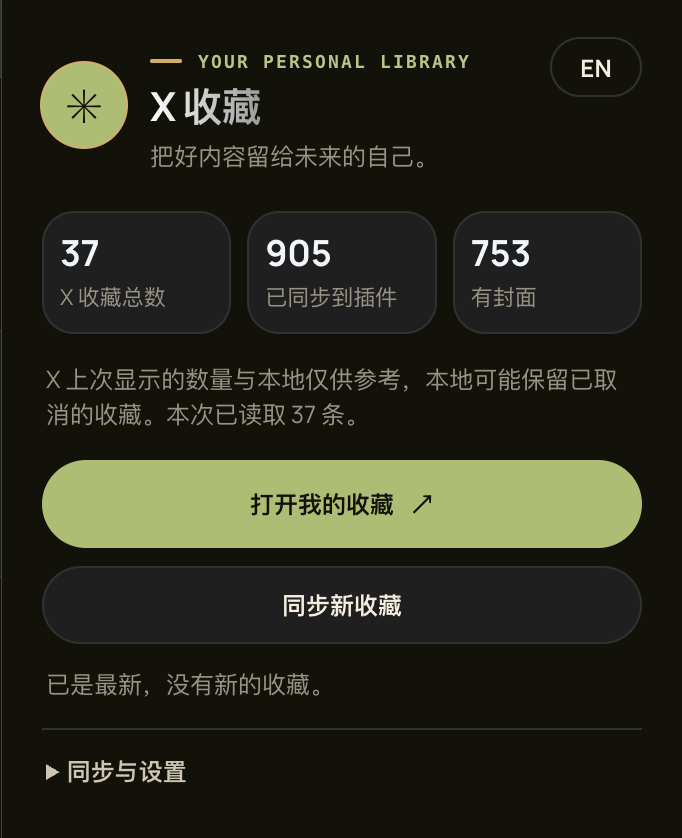 YOUR PERSONAL LIBRARY
EN
X 收藏
把好内容留给未来的自己。
37
905
753
X 收藏总数
已同步到插件
有封面
X 上次显示的数量与本地仅供参考，本地可能保留已取
消的收藏。本次已读取 37 条。
打开我的收藏 ↗
同步新收藏
已是最新，没有新的收藏。
▶ 同步与设置